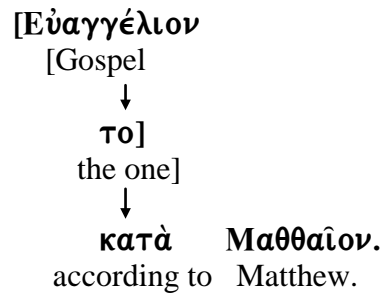 [Εὐαγγέλιον
[Gospel
το]
the one]
κατὰ Μαθθαῖον.
according to Matthew.